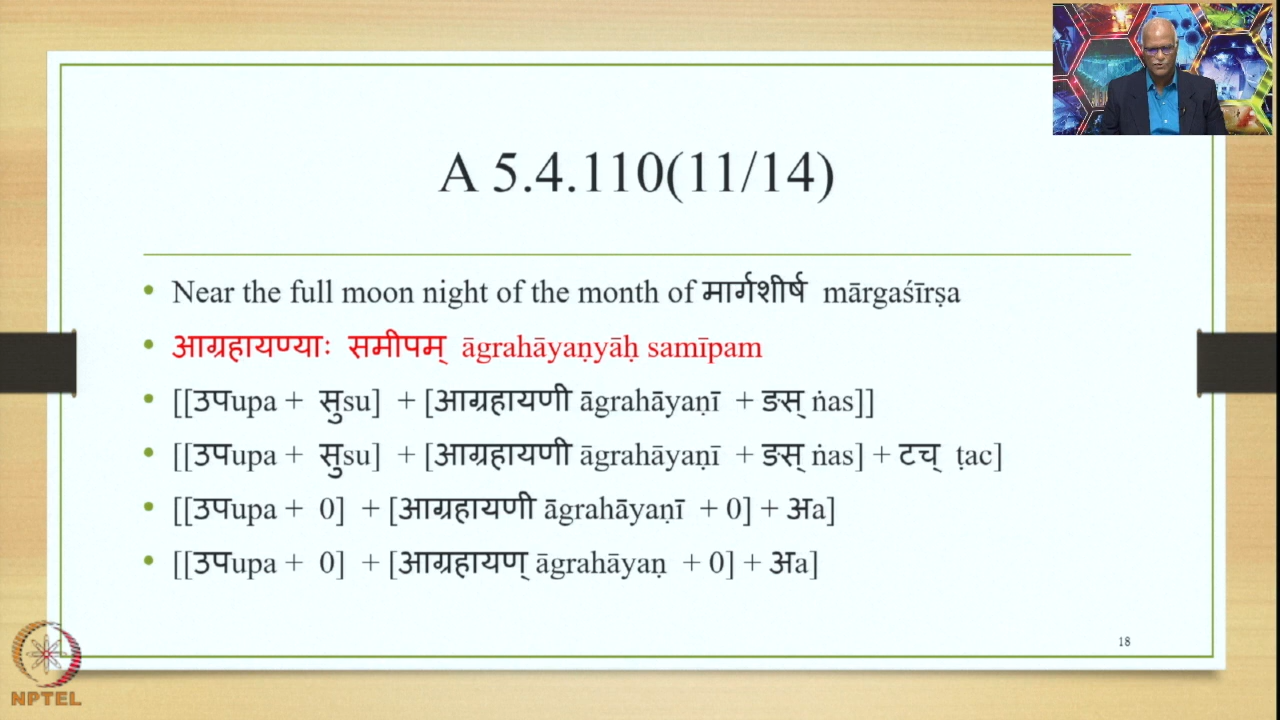 A 5.4.110(11/14)
• Near the full moon night of the month of मार्गशीर्ष mārgaśīrṣa
• आग्रहायण्याः समीपम् āgrahāyaṇyāḥ samīpam
• [[उपupa + सुsu] + [आग्रहायणी āgrahāyaṇī + ङस् ṅas]]
• [[उपupa + सुsu] + [आग्रहायणी āgrahāyaṇī + ङस् ṅas] + टच् ṭac]
• [[उपupa + 0] + [आग्रहायणी āgrahāyaṇī + 0] + अa]
• [[उपupa + 0] + [आग्रहायण् āgrahāyaṇ + 0] + अa]
18
NPTEL